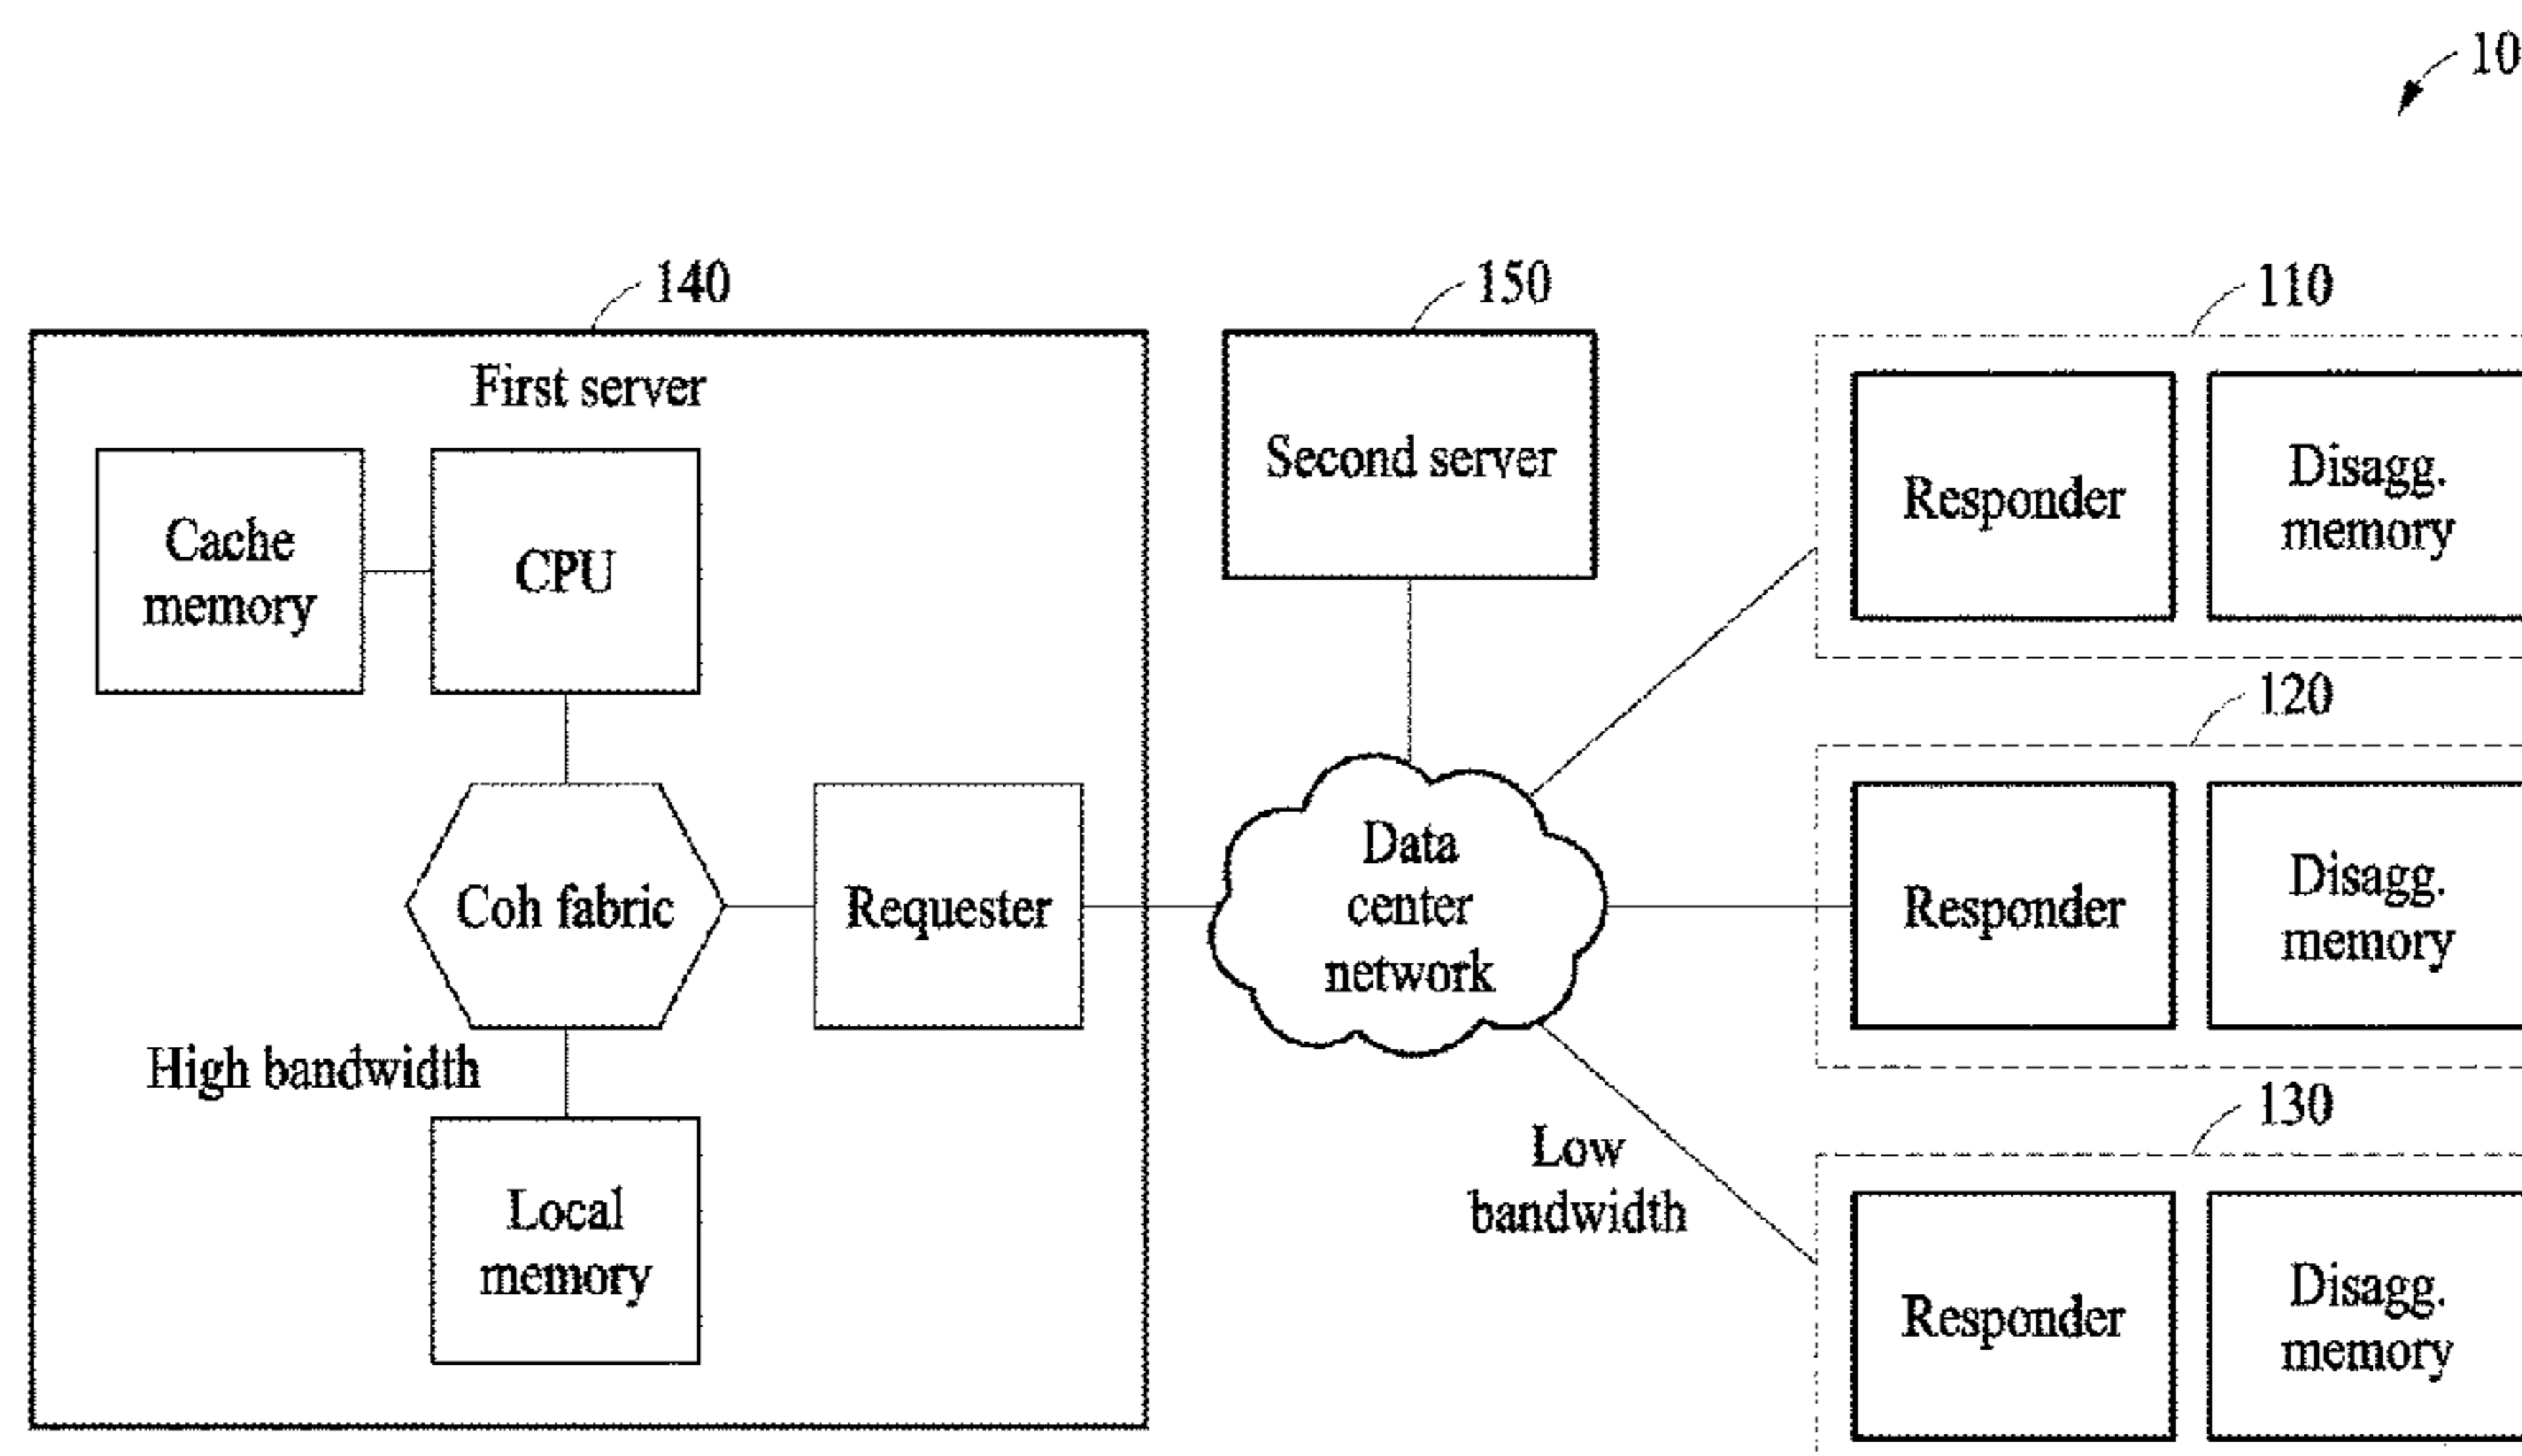 10
140
150
110
First server
Second server
Responder
Disagg.
memory
Cache
memory
CPU
120
Coh fabric
Requester
Data
center
network
Responder
Disagg.
memory
High bandwidth
130
Low
bandwidth
Local
memory
Responder
Disagg.
memory